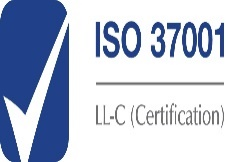 ISO 37001
LL-C (Certification)